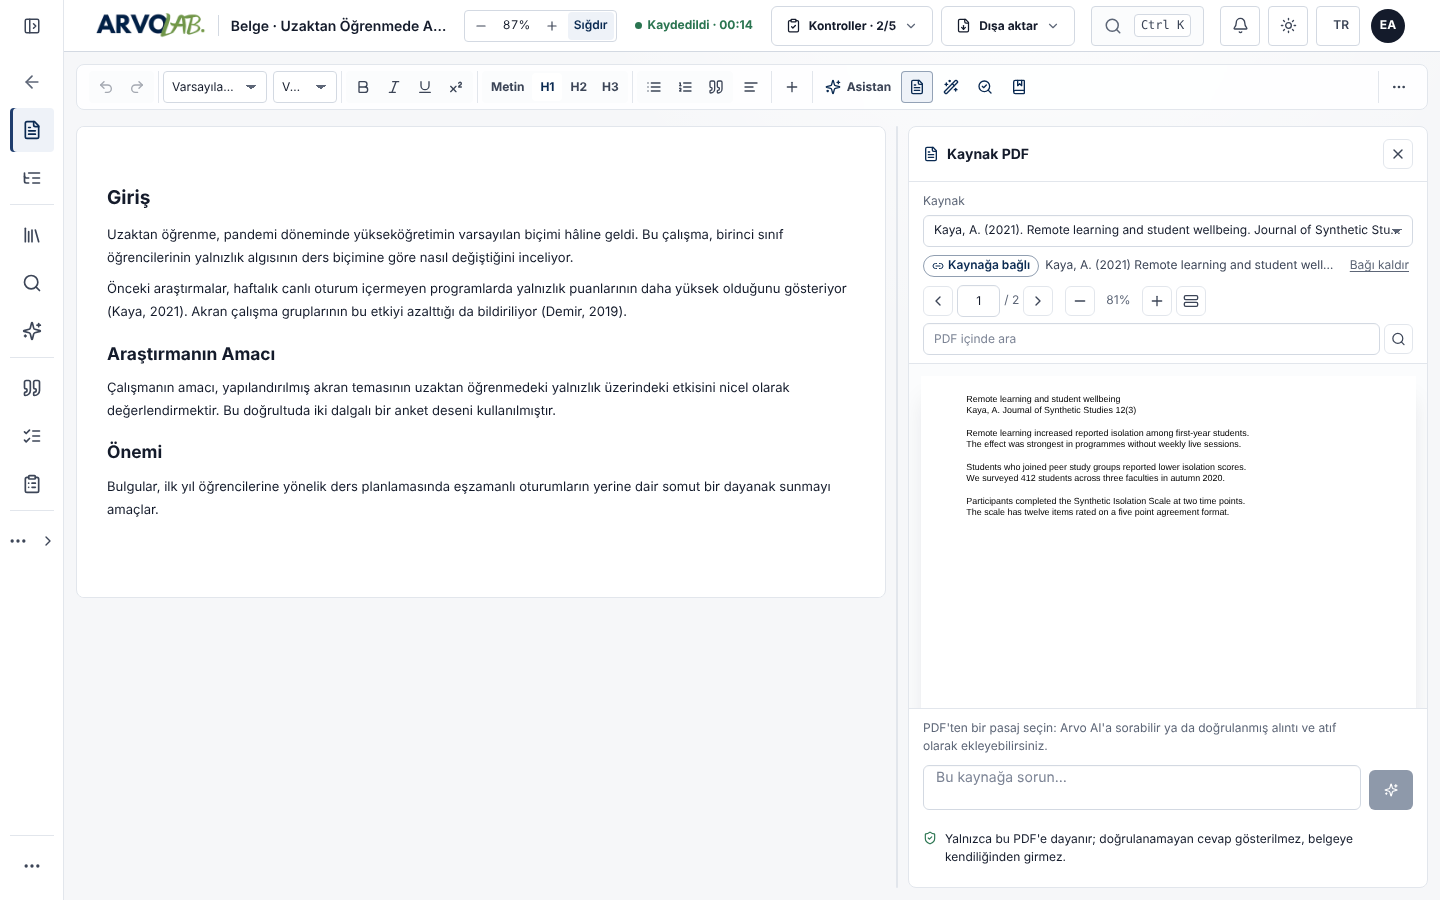 ARVOLAB.
Belge · Uzaktan Öğrenmede A...
87%
Sığdır
Kaydedildi · 00:14
Kontroller · 2/5
Dışa aktar
Ctrl K
TR
EA
Varsayıla...
V...
B I U x²
Metin H1 H2 H3
Asistan
Giriş
Uzaktan öğrenme, pandemi döneminde yükseköğretimin varsayılan biçimi hâline geldi. Bu çalışma, birinci sınıf
öğrencilerinin yalnızlık algısının ders biçimine göre nasıl değiştiğini inceliyor.
Önceki araştırmalar, haftalık canlı oturum içermeyen programlarda yalnızlık puanlarının daha yüksek olduğunu gösteriyor
(Kaya, 2021). Akran çalışma gruplarının bu etkiyi azalttığı da bildiriliyor (Demir, 2019).
Araştırmanın Amacı
Çalışmanın amacı, yapılandırılmış akran temasının uzaktan öğrenmedeki yalnızlık üzerindeki etkisini nicel olarak
değerlendirmektir. Bu doğrultuda iki dalgalı bir anket deseni kullanılmıştır.
Önemi
Bulgular, ilk yıl öğrencilerine yönelik ders planlamasında eşzamanlı oturumların yerine dair somut bir dayanak sunmayı
amaçlar.
Kaynak PDF
Kaynak
Kaya, A. (2021). Remote learning and student wellbeing. Journal of Synthetic Stu...
Kaynağa bağlı
Kaya, A. (2021) Remote learning and student well...
Bağı kaldır
1 / 2
81%
PDF içinde ara
Remote learning and student wellbeing
Kaya, A. Journal of Synthetic Studies 12(3)
Remote learning increased reported isolation among first-year students.
The effect was strongest in programmes without weekly live sessions.
Students who joined peer study groups reported lower isolation scores.
We surveyed 412 students across three faculties in autumn 2020.
Participants completed the Synthetic Isolation Scale at two time points.
The scale has twelve items rated on a five point agreement format.
PDF'ten bir pasaj seçin: Arvo AI'a sorabilir ya da doğrulanmış alıntı ve atıf
olarak ekleyebilirsiniz.
Bu kaynağa sorun...
Yalnızca bu PDF'e dayanır; doğrulanamayan cevap gösterilmez, belgeye
kendiliğinden girmez.